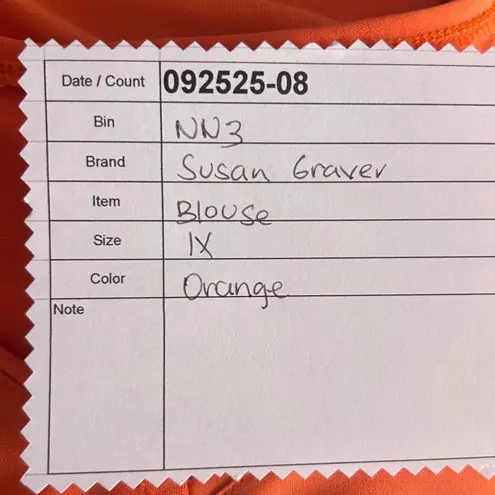 Date / Count 092525-08
Bin NN3
Brand Susan Graver
Item Blouse
Size 1X
Color Orange
Note